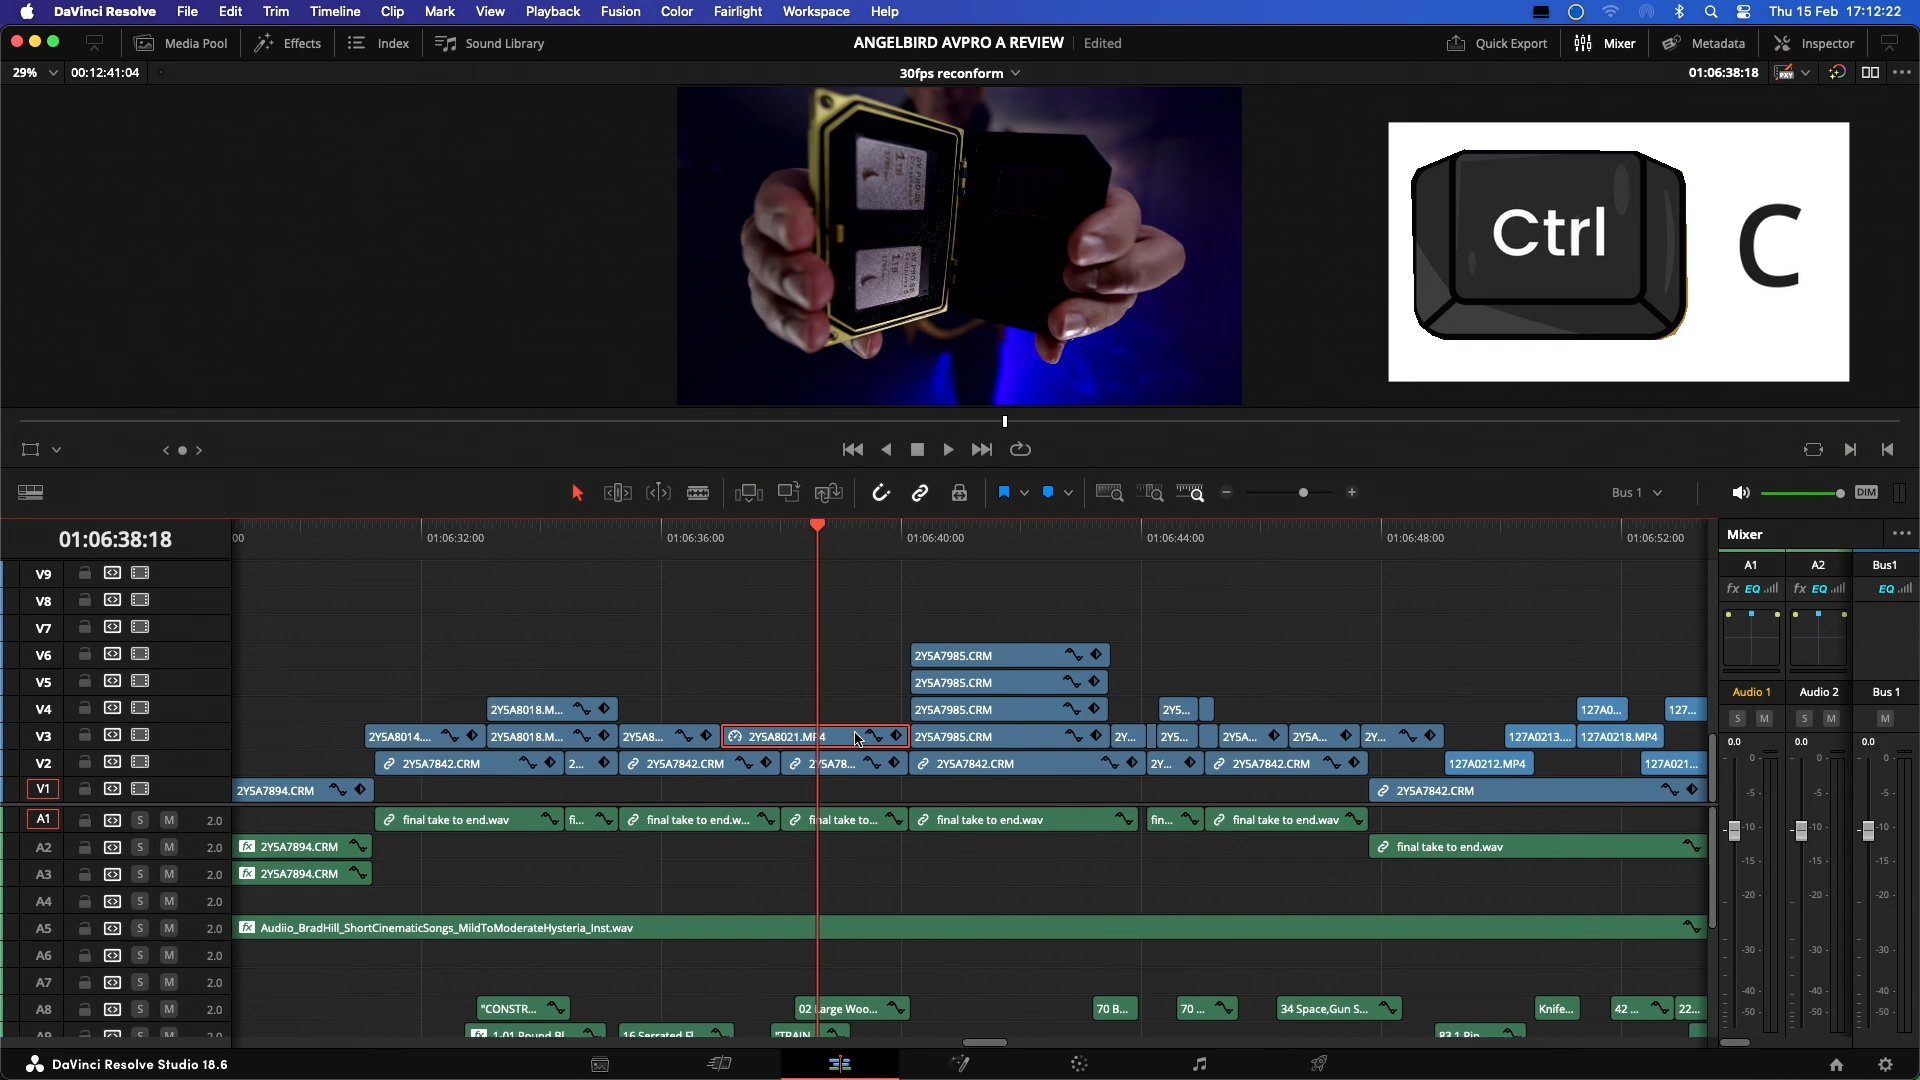 DaVinci Resolve File Edit Trim Timeline Clip Mark View Playback Fusion Color Fairlight Workspace Help Thu 15 Feb 17:12:22
Media Pool Effects Index Sound Library ANGELBIRD AVPRO A REVIEW Edited Quick Export Mixer Metadata Inspector
29% 00:12:41:04 30fps reconform 01:06:38:18 PXY
1TB
1TB
Ctrl C
Bus 1 DIM
01:06:38:18 00 01:06:32:00 01:06:36:00 01:06:40:00 01:06:44:00 01:06:48:00 01:06:52:00 Mixer
A1 A2 Bus1
V9
fx EQ fx EQ EQ
V8
V7
V6 2Y5A7985.CRM
V5 2Y5A7985.CRM
Audio 1 Audio 2 Bus 1
V4 2Y5A8018.M... 2Y5A7985.CRM 2Y5... 127A0... 127...
S M S M M
V3 2Y5A8014.... 2Y5A8018.M... 2Y5A8... 2Y5A8021.MP4 2Y5A7985.CRM 2Y... 2Y5... 2Y5A... 2Y5A... 2Y... 127A0213.... 127A0218.MP4
0.0 0.0 0.0
V2 2Y5A7842.CRM 2... 2Y5A7842.CRM 2Y5A78... 2Y5A7842.CRM 2Y... 2Y5A7842.CRM 127A0212.MP4 127A021...
0 0 0
V1 2Y5A7894.CRM 2Y5A7842.CRM
-5 -5 -5
A1 S M 2.0 final take to end.wav fi... final take to end.w... final take to... final take to end.wav fin... final take to end.wav
-10 -10 -10
A2 S M 2.0 fx 2Y5A7894.CRM final take to end.wav
-15 -15 -15
A3 S M 2.0 fx 2Y5A7894.CRM
-20 -20 -20
A4 S M 2.0
A5 S M 2.0 fx Audiio_BradHill_ShortCinematicSongs_MildToModerateHysteria_Inst.wav
-30 -30 -30
A6 S M 2.0
A7 S M 2.0
-40 -40 -40
A8 S M 2.0 "CONSTR... 02 Large Woo... 70 B... 70 ... 34 Space,Gun S... Knife... 42 ... 22...
-50 -50 -50
A9 S M 2.0 fx 1-01 Round Bl... 16 Serrated Fl... "TRAIN... 83.1 Pin...
DaVinci Resolve Studio 18.6